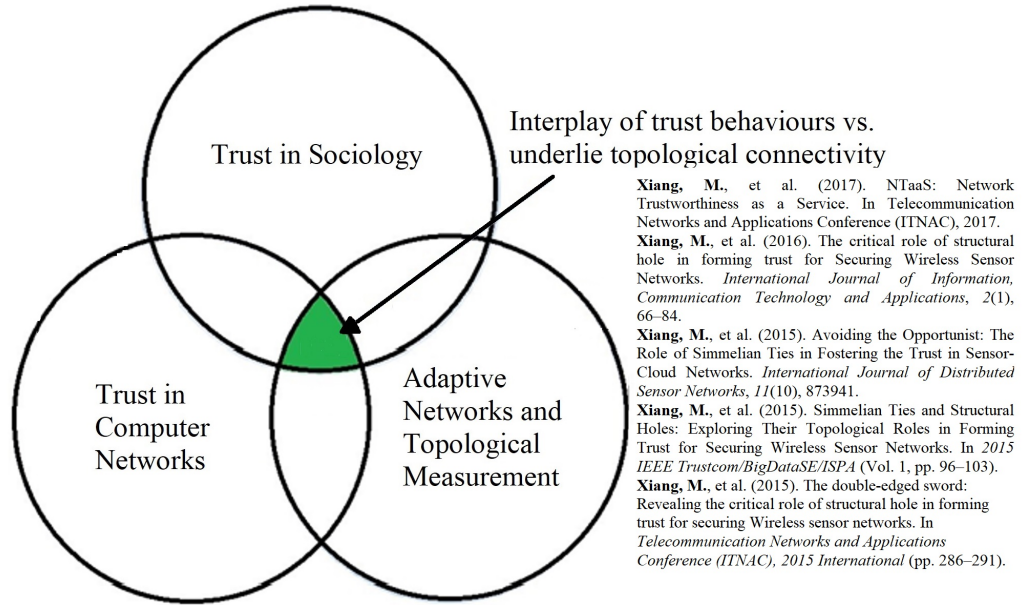 Trust in Sociology
Interplay of trust behaviours vs.
underlie topological connectivity
Trust in
Computer
Networks
Adaptive
Networks and
Topological
Measurement
Xiang, M., et al. (2017). NTaaS: Network
Trustworthiness as a Service. In Telecommunication
Networks and Applications Conference (ITNAC), 2017.
Xiang, M., et al. (2016). The critical role of structural
hole in forming trust for Securing Wireless Sensor
Networks. International Journal of Information,
Communication Technology and Applications, 2(1),
66–84.
Xiang, M., et al. (2015). Avoiding the Opportunist: The
Role of Simmelian Ties in Fostering the Trust in Sensor-
Cloud Networks. International Journal of Distributed
Sensor Networks, 11(10), 873941.
Xiang, M., et al. (2015). Simmelian Ties and Structural
Holes: Exploring Their Topological Roles in Forming
Trust for Securing Wireless Sensor Networks. In 2015
IEEE Trustcom/BigDataSE/ISPA (Vol. 1, pp. 96–103).
Xiang, M., et al. (2015). The double-edged sword:
Revealing the critical role of structural hole in forming
trust for securing Wireless sensor networks. In
Telecommunication Networks and Applications
Conference (ITNAC), 2015 International (pp. 286–291).